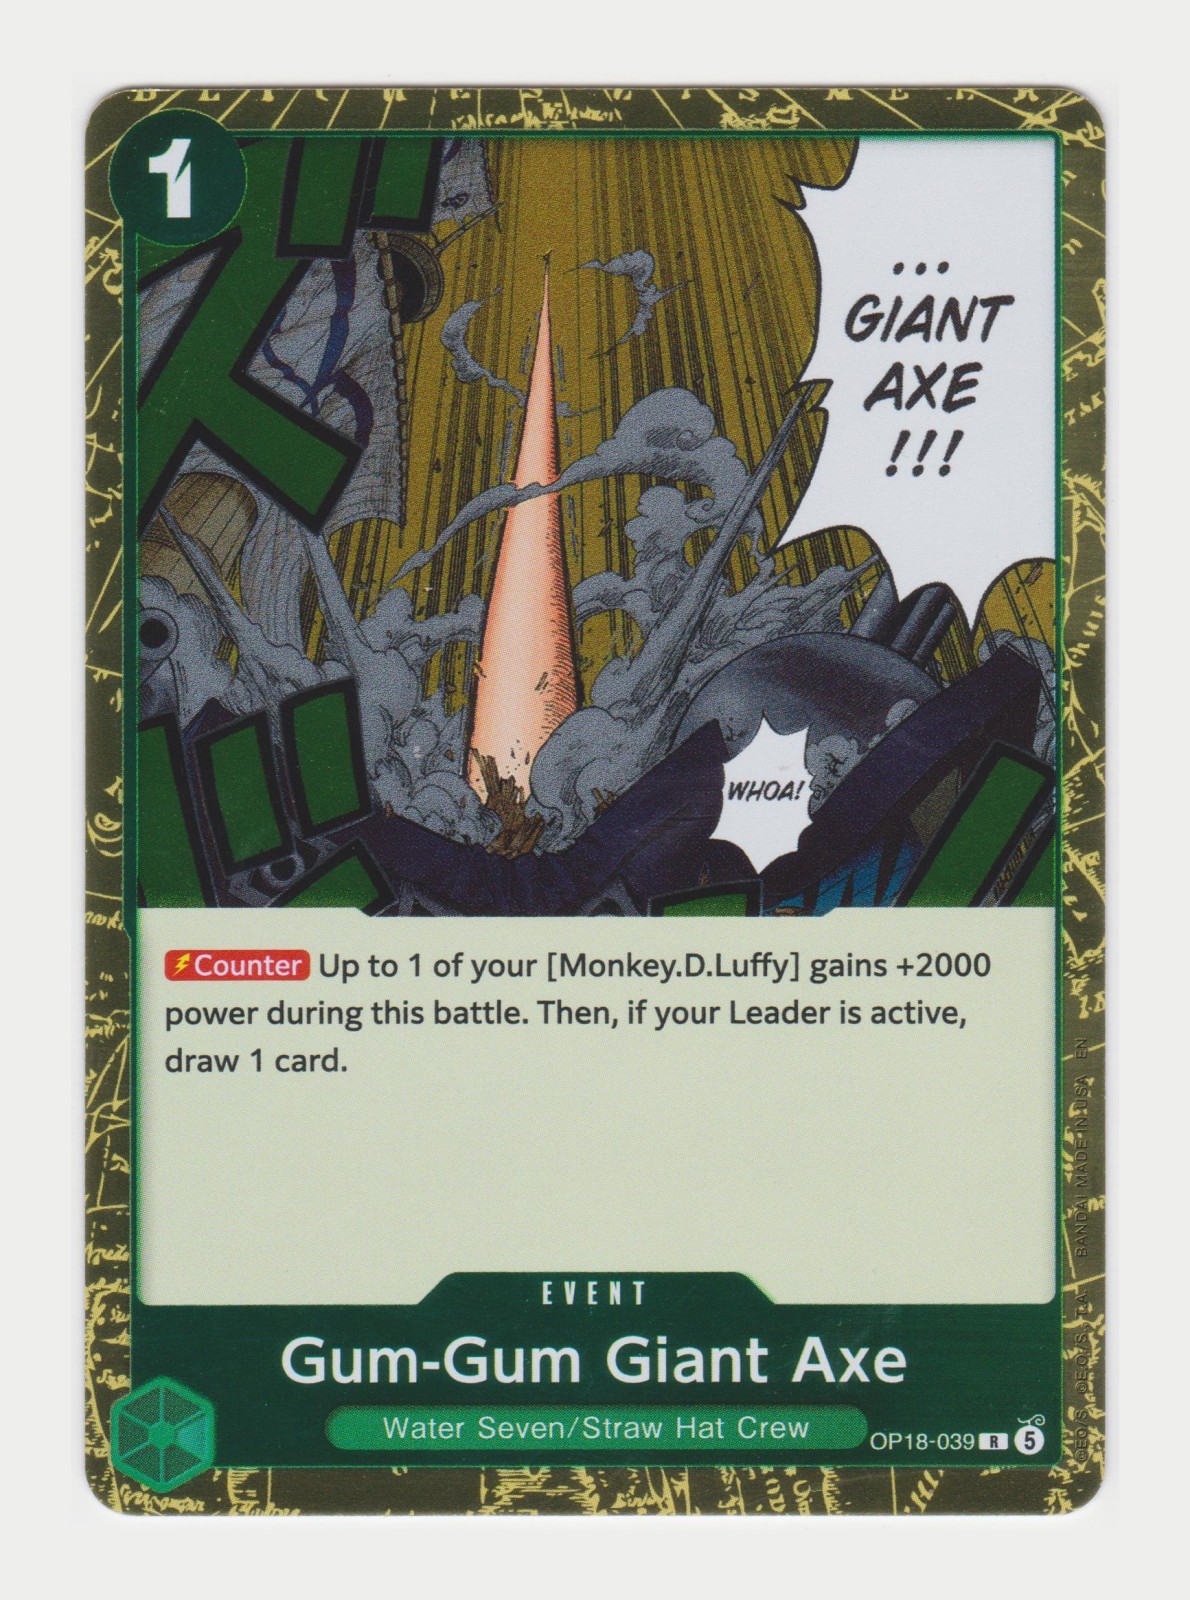 1
...
GIANT
AXE
!!!
WHOA!
Counter Up to 1 of your [Monkey.D.Luffy] gains +2000
power during this battle. Then, if your Leader is active,
draw 1 card.
EVENT
Gum-Gum Giant Axe
Water Seven/Straw Hat Crew
OP18-039 R 5
©EO/S, ©EO/S, T.A BANDAI MADE IN USA EN